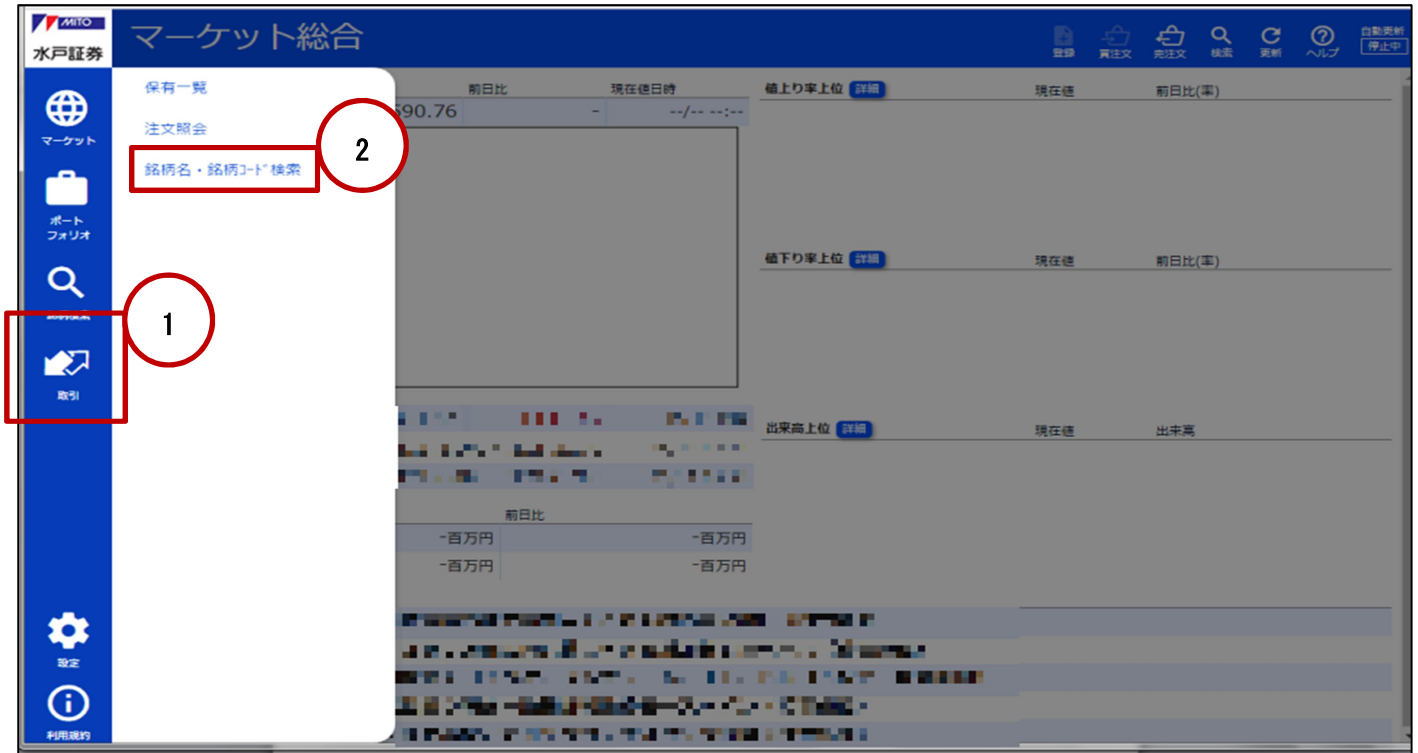 MITO
水戸証券
マーケット総合
登録
買注文
売注文
検索
更新
ヘルプ
自動更新
停止中
マーケット
ポート
フォリオ
取引
設定
利用規約
保有一覧
注文照会
銘柄名・銘柄ｺｰﾄﾞ検索
1
2
前日比 現在値日時
590.76 - --/-- --:--
値上り率上位 詳細 現在値 前日比(率)
値下り率上位 詳細 現在値 前日比(率)
出来高上位 詳細 現在値 出来高
前日比
-百万円 -百万円
-百万円 -百万円